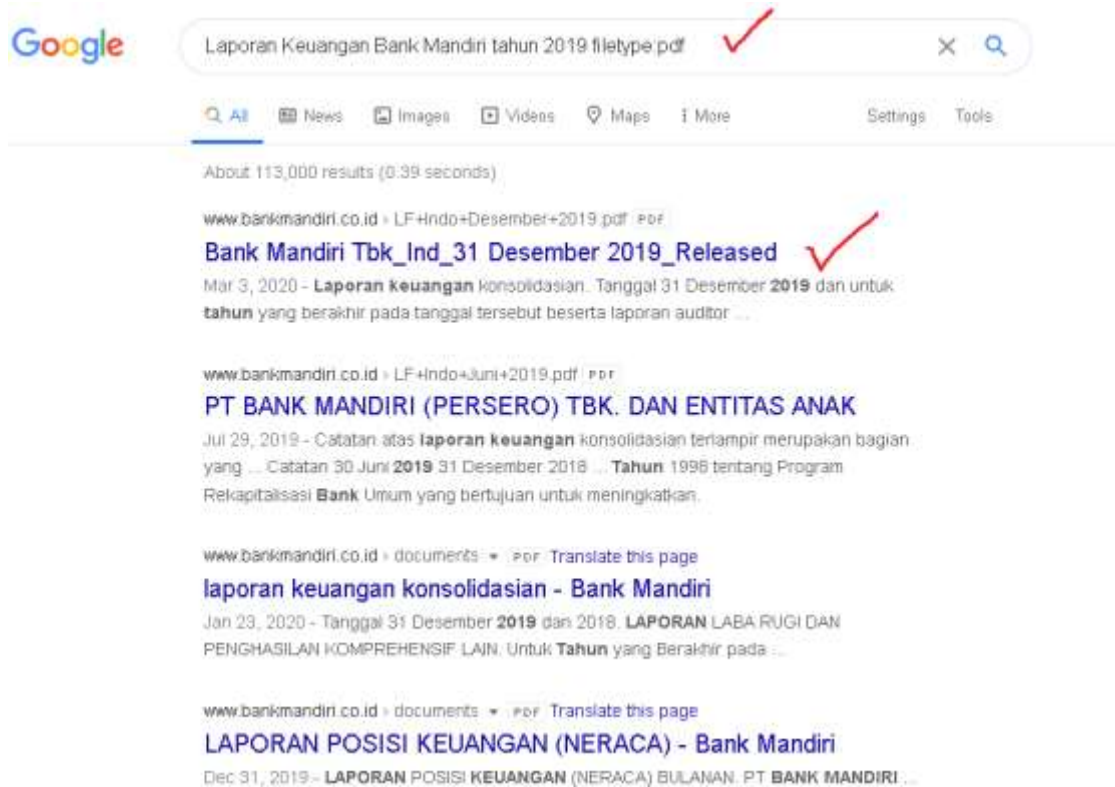 Google
Laporan Keuangan Bank Mandiri tahun 2019 filetype:pdf
All News Images Videos Maps More Settings Tools
About 113,000 results (0.39 seconds)
www.bankmandiri.co.id › LF+Indo+Desember+2019.pdf PDF
Bank Mandiri Tbk_Ind_31 Desember 2019_Released
Mar 3, 2020 - Laporan keuangan konsolidasian. Tanggal 31 Desember 2019 dan untuk
tahun yang berakhir pada tanggal tersebut beserta laporan auditor ...
www.bankmandiri.co.id › LF+Indo+Juni+2019.pdf PDF
PT BANK MANDIRI (PERSERO) TBK. DAN ENTITAS ANAK
Jul 29, 2019 - Catatan atas laporan keuangan konsolidasian terlampir merupakan bagian
yang ... Catatan 30 Juni 2019 31 Desember 2018 ... Tahun 1998 tentang Program
Rekapitalisasi Bank Umum yang bertujuan untuk meningkatkan.
www.bankmandiri.co.id › documents PDF Translate this page
laporan keuangan konsolidasian - Bank Mandiri
Jan 23, 2020 - Tanggal 31 Desember 2019 dan 2018. LAPORAN LABA RUGI DAN
PENGHASILAN KOMPREHENSIF LAIN. Untuk Tahun yang Berakhir pada ...
www.bankmandiri.co.id › documents PDF Translate this page
LAPORAN POSISI KEUANGAN (NERACA) - Bank Mandiri
Dec 31, 2019 - LAPORAN POSISI KEUANGAN (NERACA) BULANAN. PT BANK MANDIRI ...